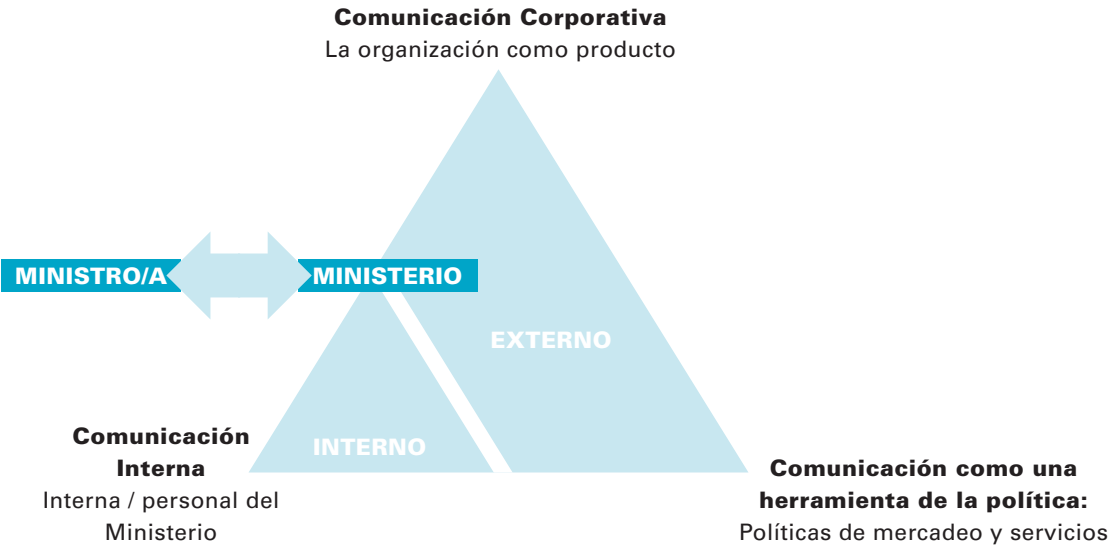 Comunicación Corporativa
La organización como producto
MINISTRO/A
MINISTERIO
EXTERNO
INTERNO
Comunicación
Interna
Interna / personal del
Ministerio
Comunicación como una
herramienta de la política:
Políticas de mercadeo y servicios